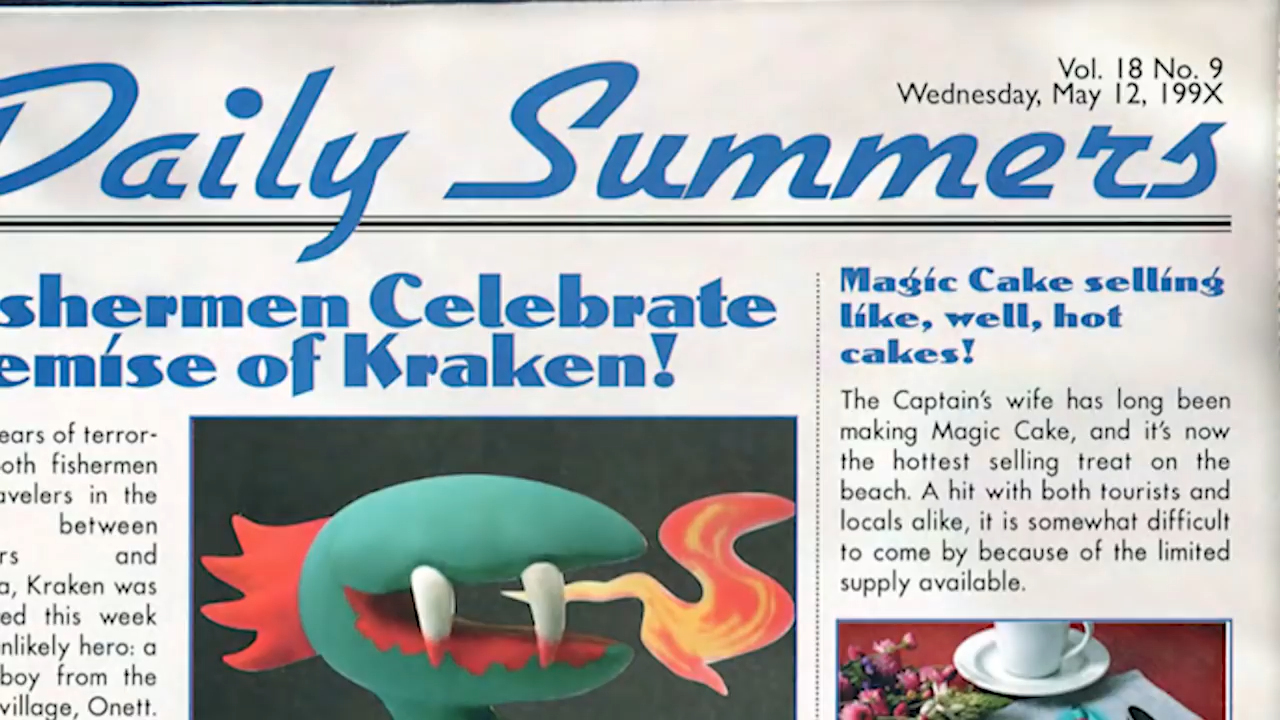 Vol. 18 No. 9
Wednesday, May 12, 199X
Daily Summers
shermen Celebrate
emise of Kraken!
ears of terror-
oth fishermen
avelers in the
between
rs and
a, Kraken was
ed this week
nlikely hero: a
boy from the
village, Onett.
Magic Cake selling
like, well, hot
cakes!
The Captain's wife has long been
making Magic Cake, and it's now
the hottest selling treat on the
beach. A hit with both tourists and
locals alike, it is somewhat difficult
to come by because of the limited
supply available.